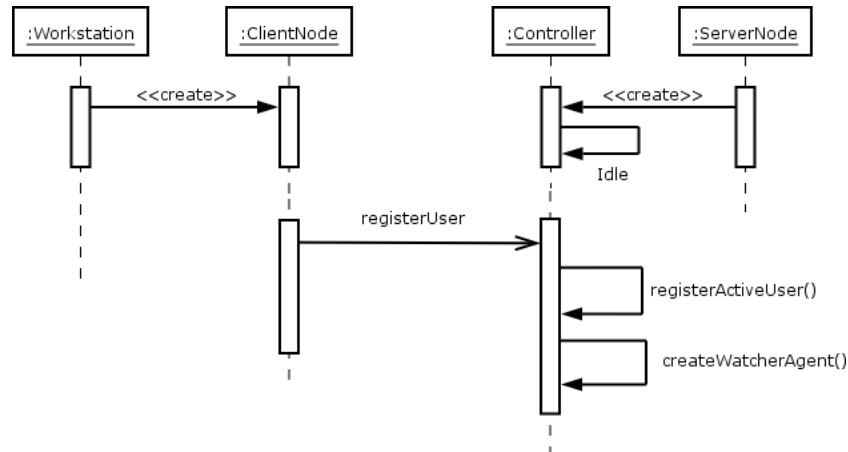 :Workstation
:ClientNode
:Controller
:ServerNode
<<create>>
<<create>>
Idle
registerUser
registerActiveUser()
createWatcherAgent()